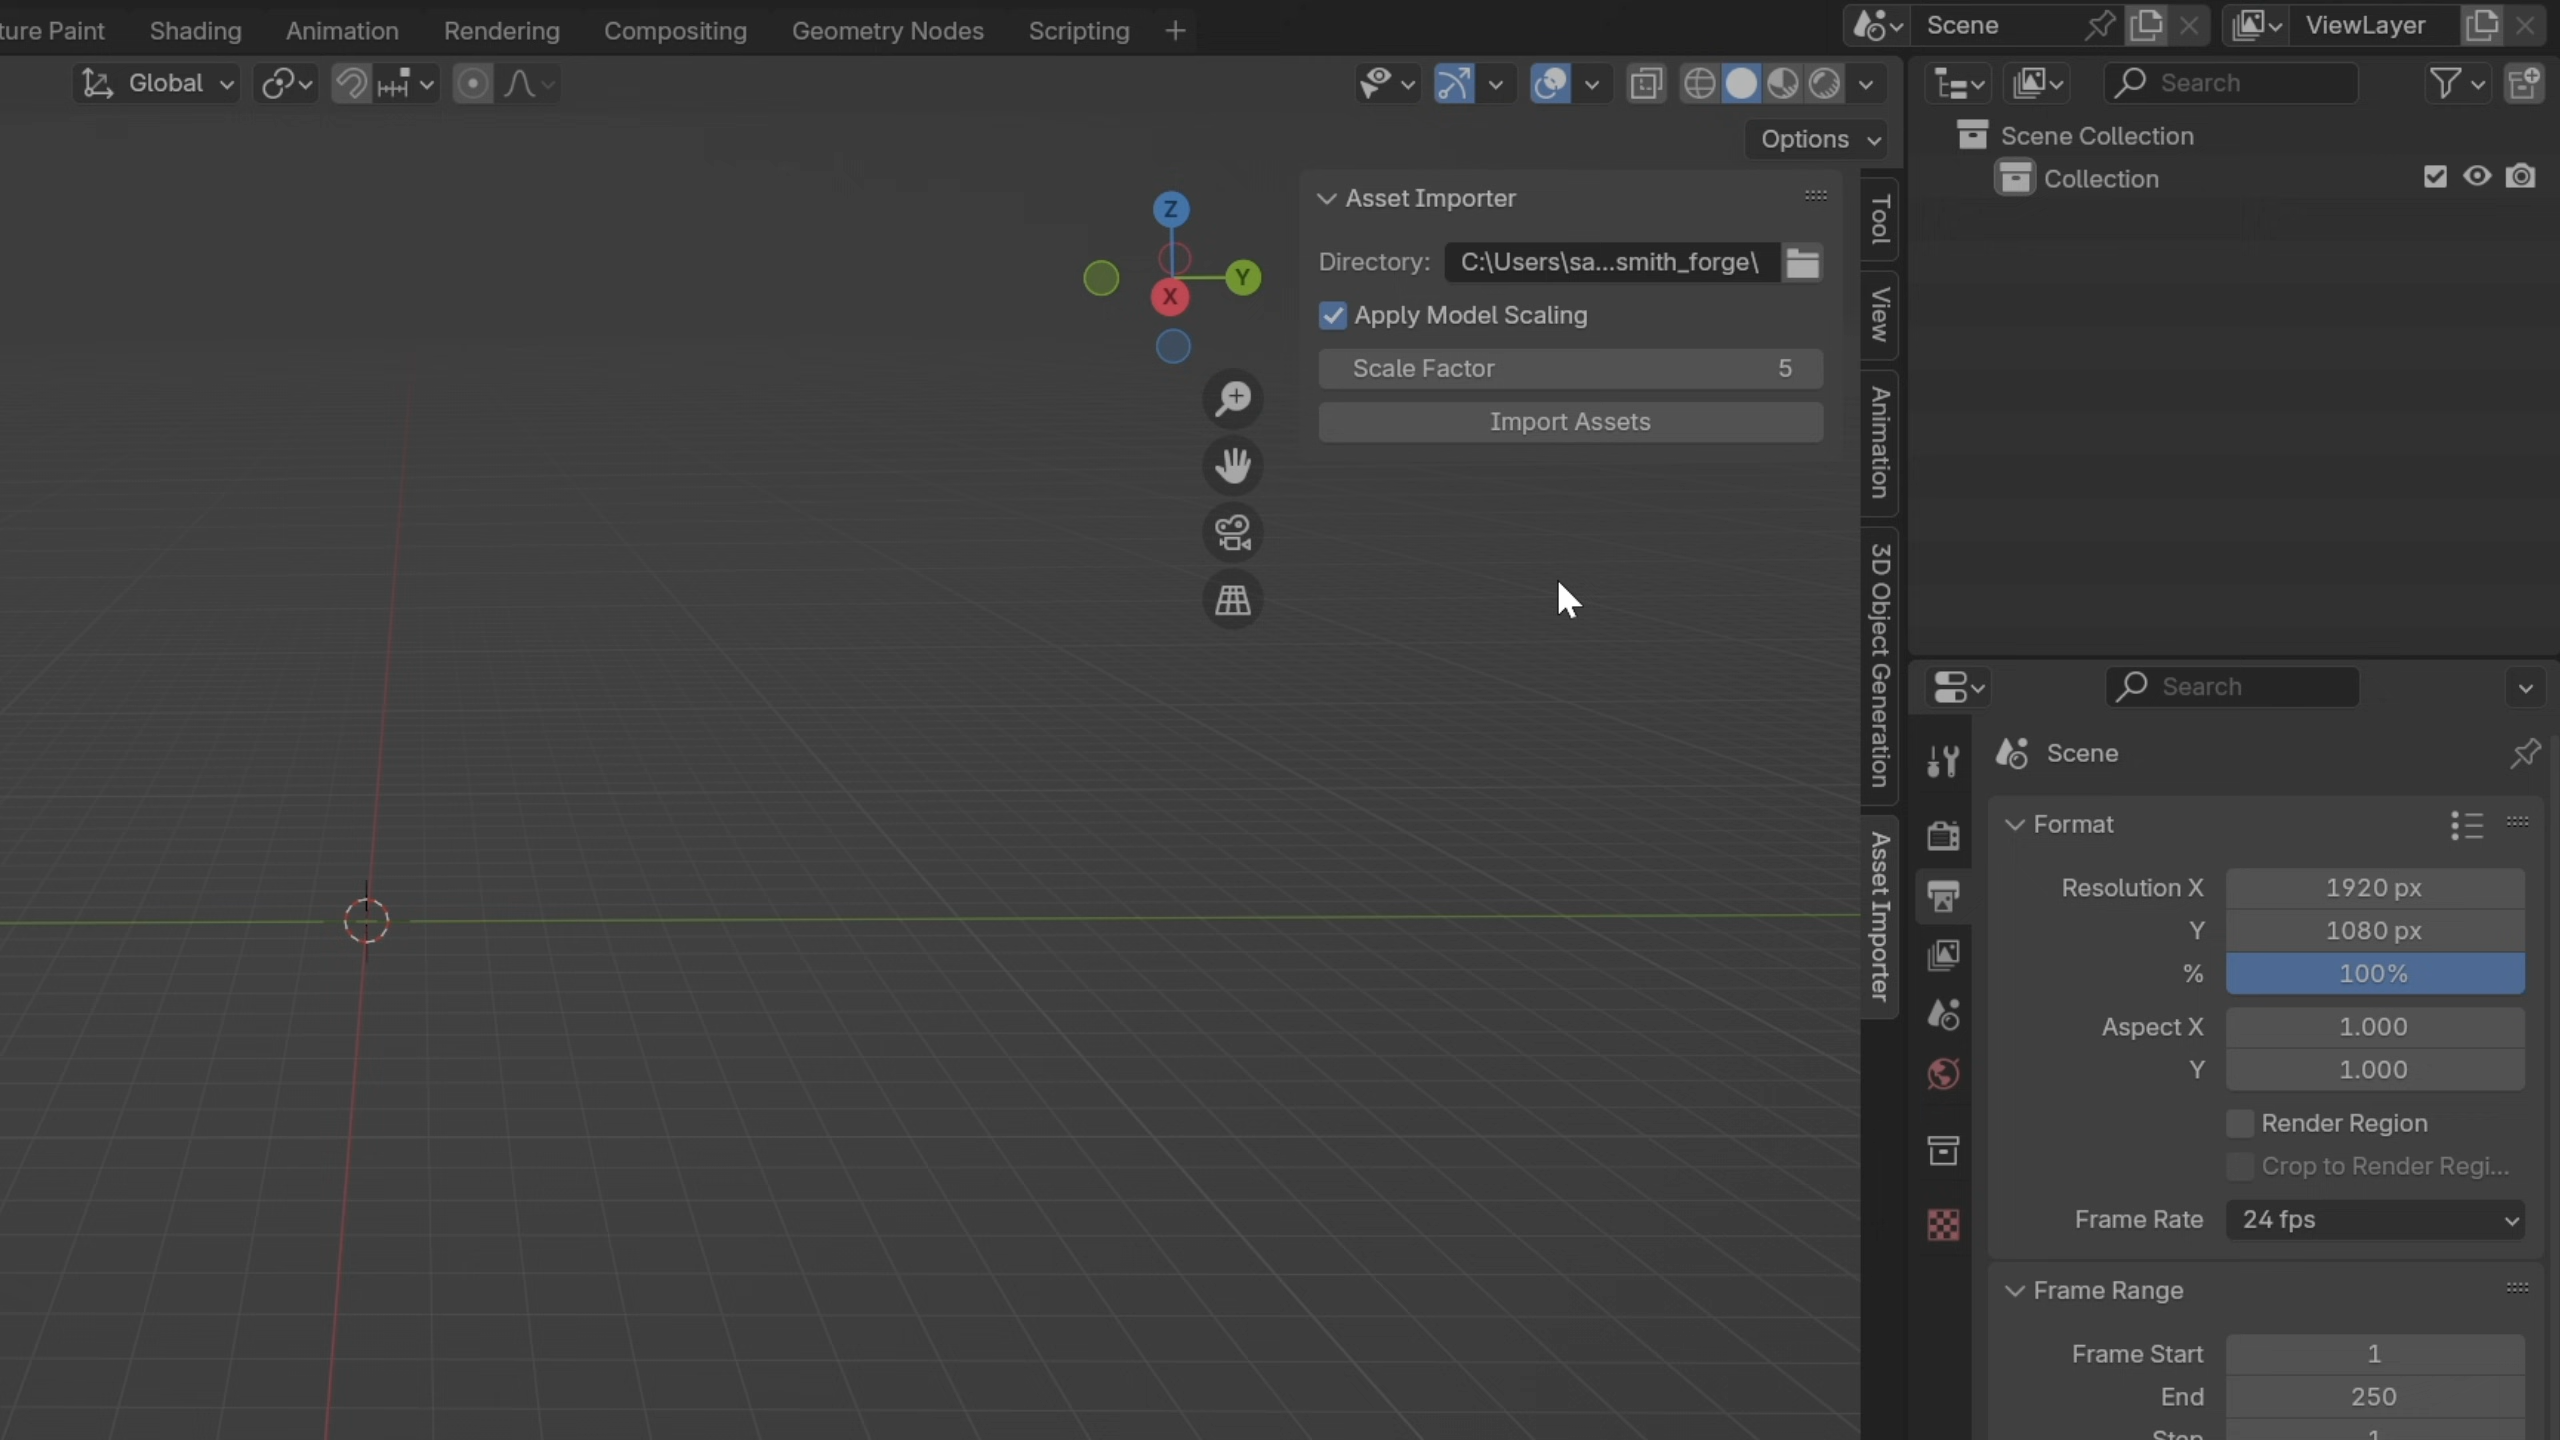 ture Paint Shading Animation Rendering Compositing Geometry Nodes Scripting +
Scene
ViewLayer
Global
Options
Asset Importer
Directory: C:\Users\sa...smith_forge\
Apply Model Scaling
Scale Factor 5
Import Assets
Z
Y
X
Tool
View
Animation
3D Object Generation
Asset Importer
Search
Scene Collection
Collection
Search
Scene
Format
Resolution X 1920 px
Y 1080 px
% 100%
Aspect X 1.000
Y 1.000
Render Region
Crop to Render Regi...
Frame Rate 24 fps
Frame Range
Frame Start 1
End 250
Step 1